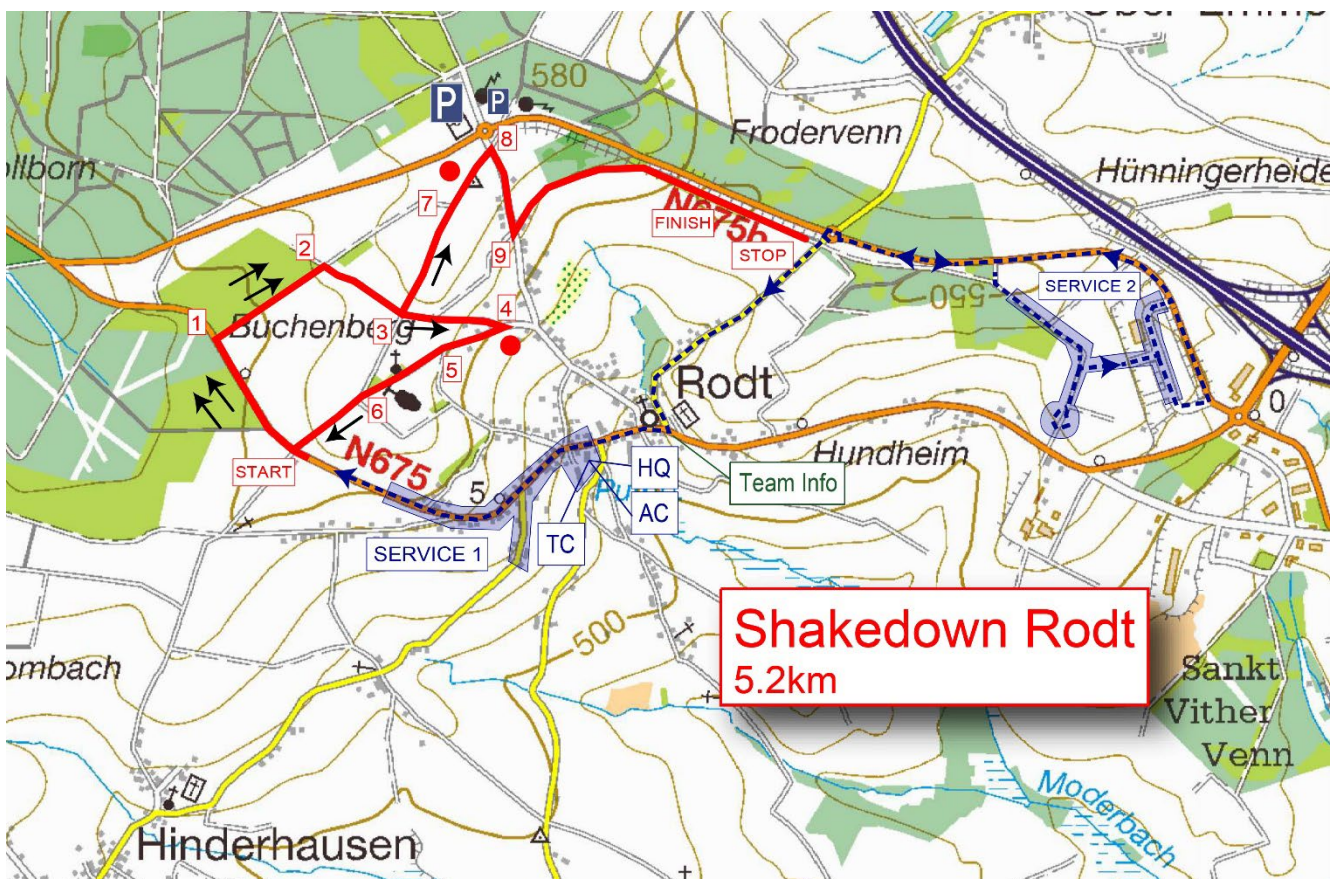 580
P
P
8
Frodervenn
Hünningerheide
ollborn
7
2
9
N675b
FINISH
STOP
4
1
Buchenberg
3
550
SERVICE 2
5
6
Rodt
START
N675
5
HQ
Hundheim
0
Team Info
AC
SERVICE 1
TC
500
Shakedown Rodt
5.2km
ombach
Sankt
Vither
Venn
Moderbach
Hinderhausen